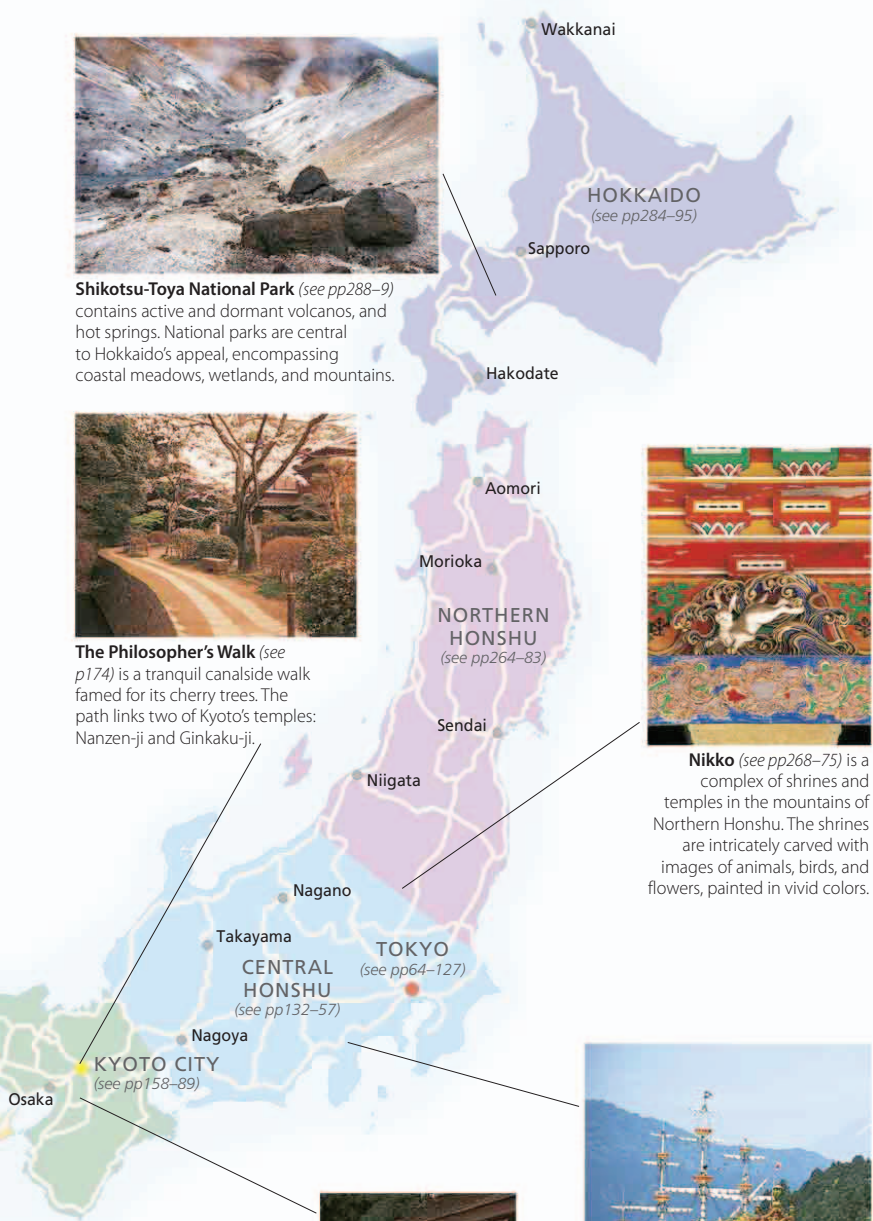 Wakkanai
HOKKAIDO
(see pp284–95)
Sapporo
Shikotsu-Toya National Park (see pp288–9)
contains active and dormant volcanos, and
hot springs. National parks are central
to Hokkaido’s appeal, encompassing
coastal meadows, wetlands, and mountains.
Hakodate
Aomori
Morioka
NORTHERN
HONSHU
(see pp264–83)
The Philosopher’s Walk (see
p174) is a tranquil canalside walk
famed for its cherry trees. The
path links two of Kyoto’s temples:
Nanzen-ji and Ginkaku-ji.
Sendai
Niigata
Nikko (see pp268–75) is a
complex of shrines and
temples in the mountains of
Northern Honshu. The shrines
are intricately carved with
images of animals, birds, and
flowers, painted in vivid colors.
Nagano
Takayama
TOKYO
(see pp64–127)
CENTRAL
HONSHU
(see pp132–57)
Nagoya
KYOTO CITY
(see pp158–89)
Osaka